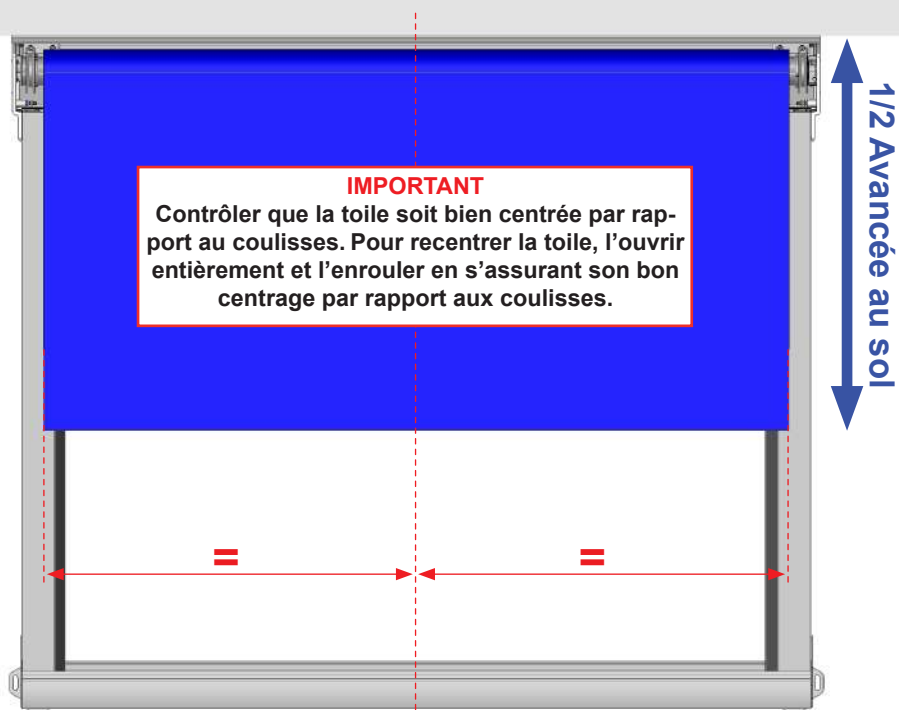 IMPORTANT
Contrôler que la toile soit bien centrée par rap-
port au coulisses. Pour recentrer la toile, l’ouvrir
entièrement et l’enrouler en s’assurant son bon
centrage par rapport aux coulisses.
1/2 Avancée au sol
= =